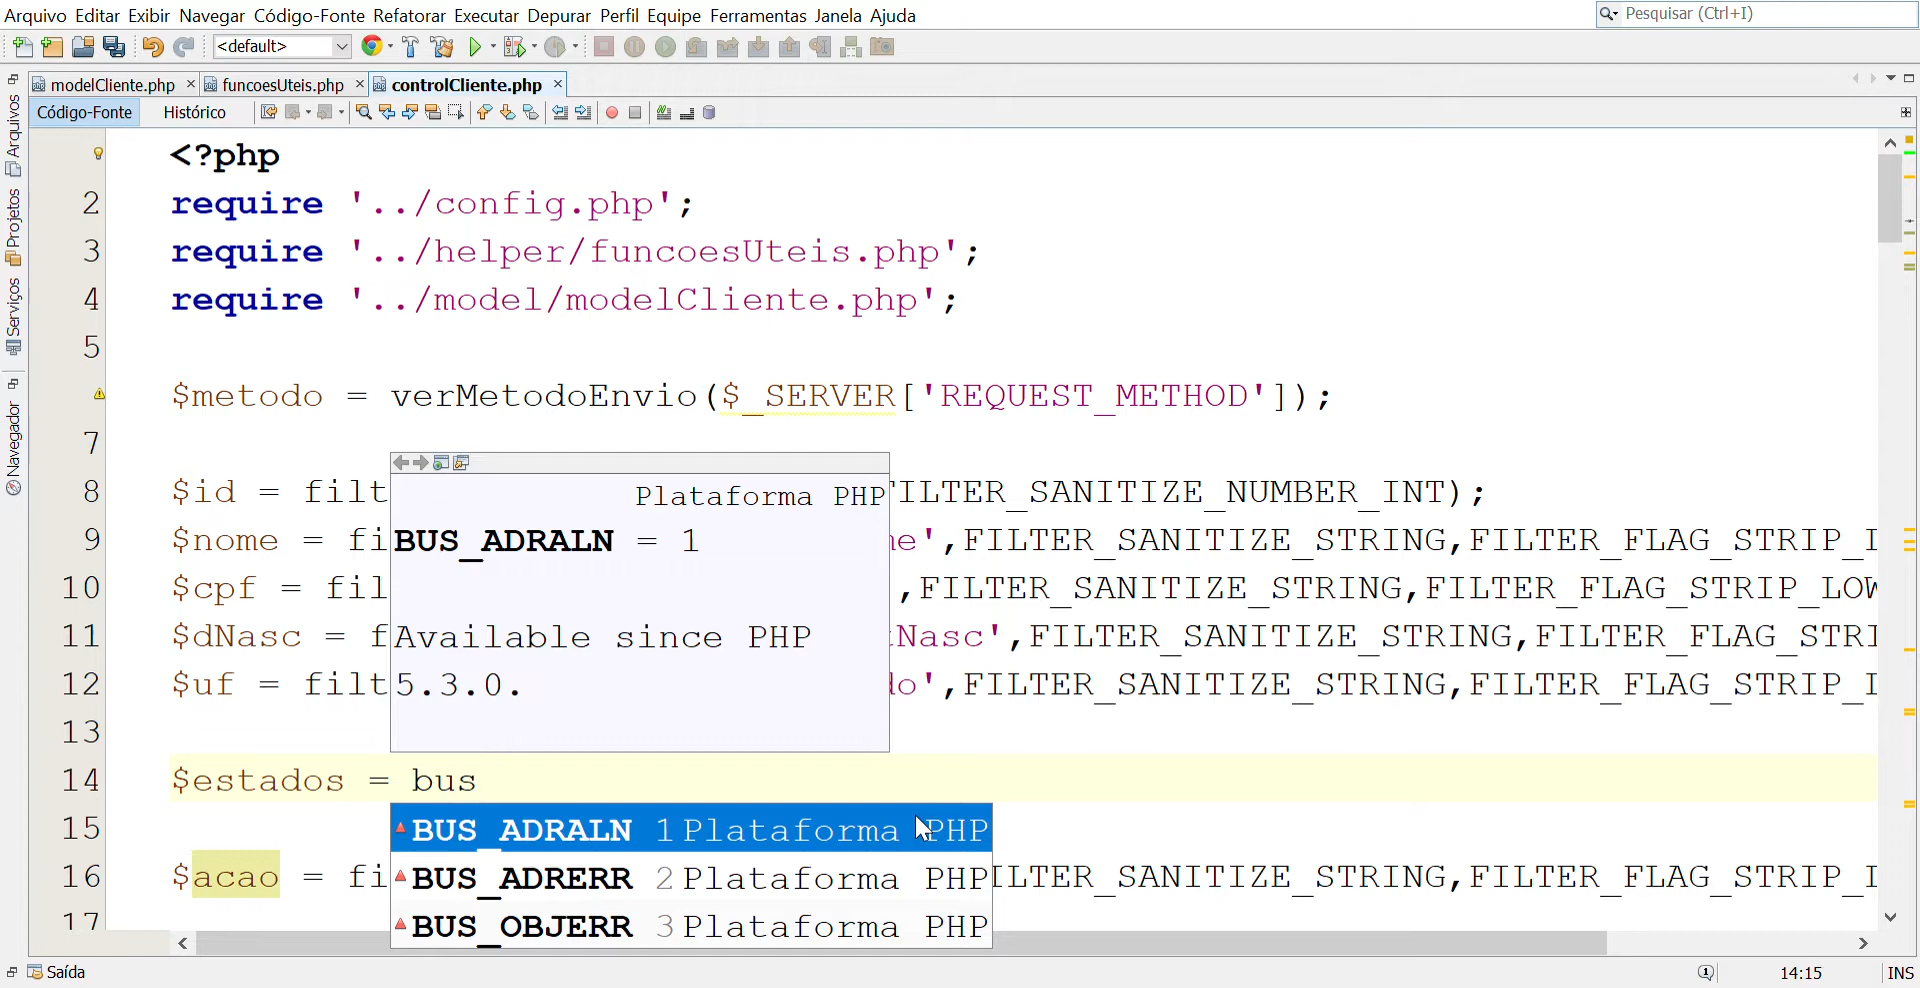 Arquivo Editar Exibir Navegar Código-Fonte Refatorar Executar Depurar Perfil Equipe Ferramentas Janela Ajuda
Pesquisar (Ctrl+I)
<default>
modelCliente.php
funcoesUteis.php
controlCliente.php
Código-Fonte
Histórico
Arquivos
Projetos
Serviços
Navegador
<?php
2 require '../config.php';
3 require '../helper/funcoesUteis.php';
4 require '../model/modelCliente.php';
5
$metodo = verMetodoEnvio($_SERVER['REQUEST_METHOD']);
7
8 $id = filt FILTER_SANITIZE_NUMBER_INT);
9 $nome = fi e',FILTER_SANITIZE_STRING,FILTER_FLAG_STRIP_
10 $cpf = fil ,FILTER_SANITIZE_STRING,FILTER_FLAG_STRIP_LOW
11 $dNasc = f Nasc',FILTER_SANITIZE_STRING,FILTER_FLAG_STRI
12 $uf = filt o',FILTER_SANITIZE_STRING,FILTER_FLAG_STRIP_
13
14 $estados = bus
15
16 $acao = fi ILTER_SANITIZE_STRING,FILTER_FLAG_STRIP_
17
Plataforma PHP
BUS_ADRALN = 1
Available since PHP
5.3.0.
BUS_ADRALN 1 Plataforma PHP
BUS_ADRERR 2 Plataforma PHP
BUS_OBJERR 3 Plataforma PHP
Saída
14:15
INS